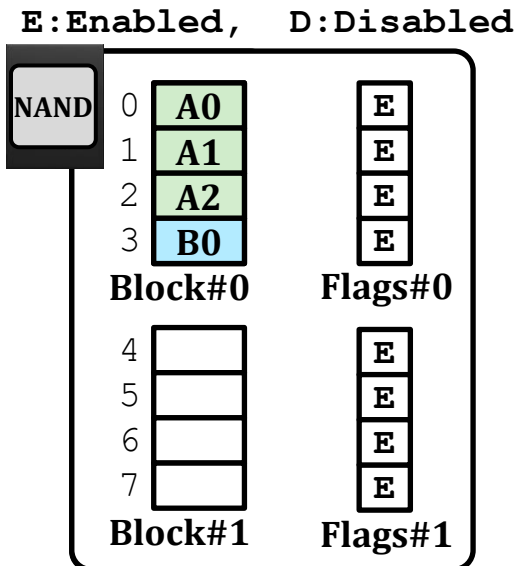 E:Enabled, D:Disabled
NAND
0 A0 E
1 A1 E
2 A2 E
3 B0 E
Block#0 Flags#0
4 E
5 E
6 E
7 E
Block#1 Flags#1